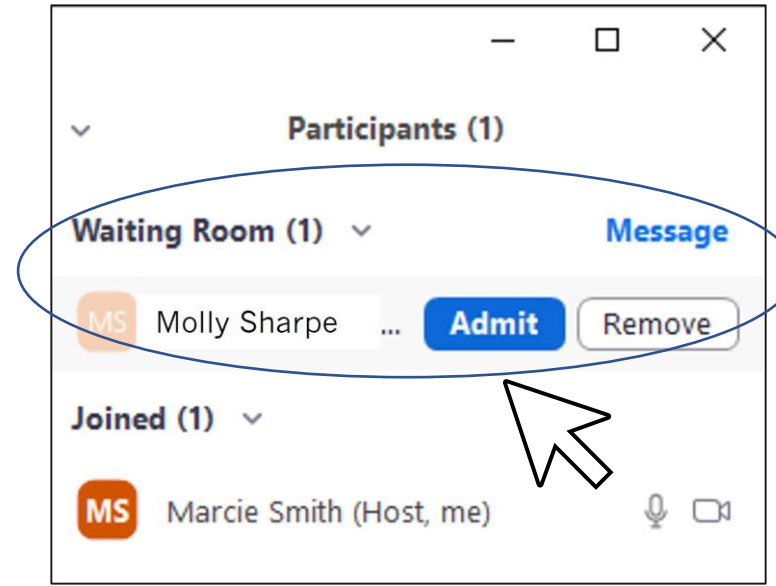 Participants (1)
Waiting Room (1) Message
MS Molly Sharpe ... Admit Remove
Joined (1)
MS Marcie Smith (Host, me)